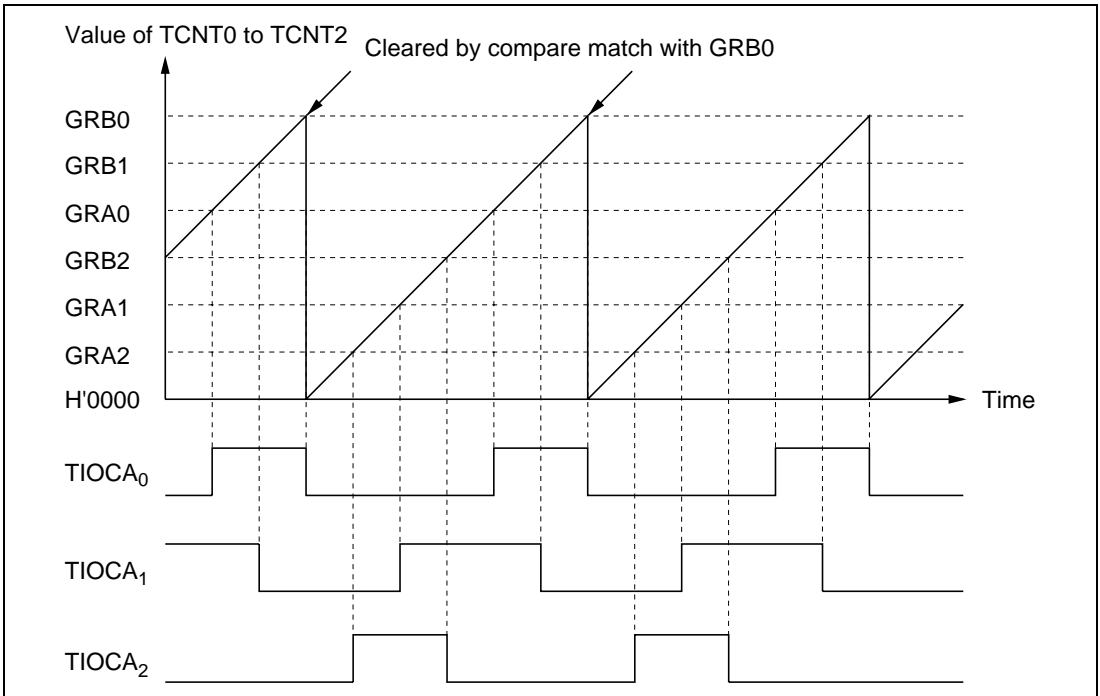 Value of TCNT0 to TCNT2
Cleared by compare match with GRB0
GRB0
GRB1
GRA0
GRB2
GRA1
GRA2
H'0000
Time
TIOCA₀
TIOCA₁
TIOCA₂